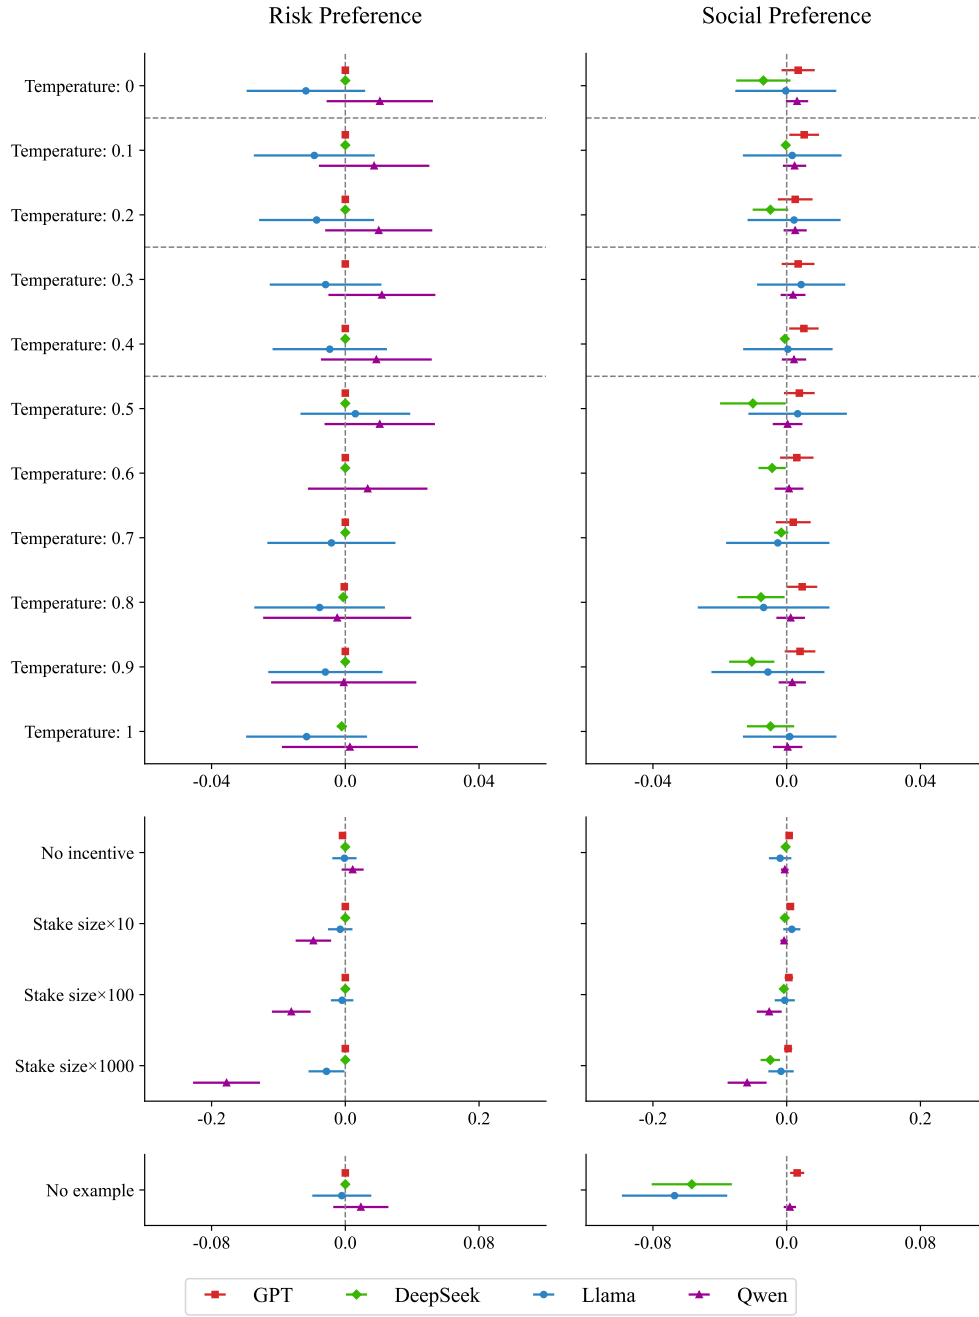 Risk Preference
Social Preference
Temperature: 0
Temperature: 0.1
Temperature: 0.2
Temperature: 0.3
Temperature: 0.4
Temperature: 0.5
Temperature: 0.6
Temperature: 0.7
Temperature: 0.8
Temperature: 0.9
Temperature: 1
-0.04 0.0 0.04
-0.04 0.0 0.04
No incentive
Stake size×10
Stake size×100
Stake size×1000
-0.2 0.0 0.2
-0.2 0.0 0.2
No example
-0.08 0.0 0.08
-0.08 0.0 0.08
GPT DeepSeek Llama Qwen